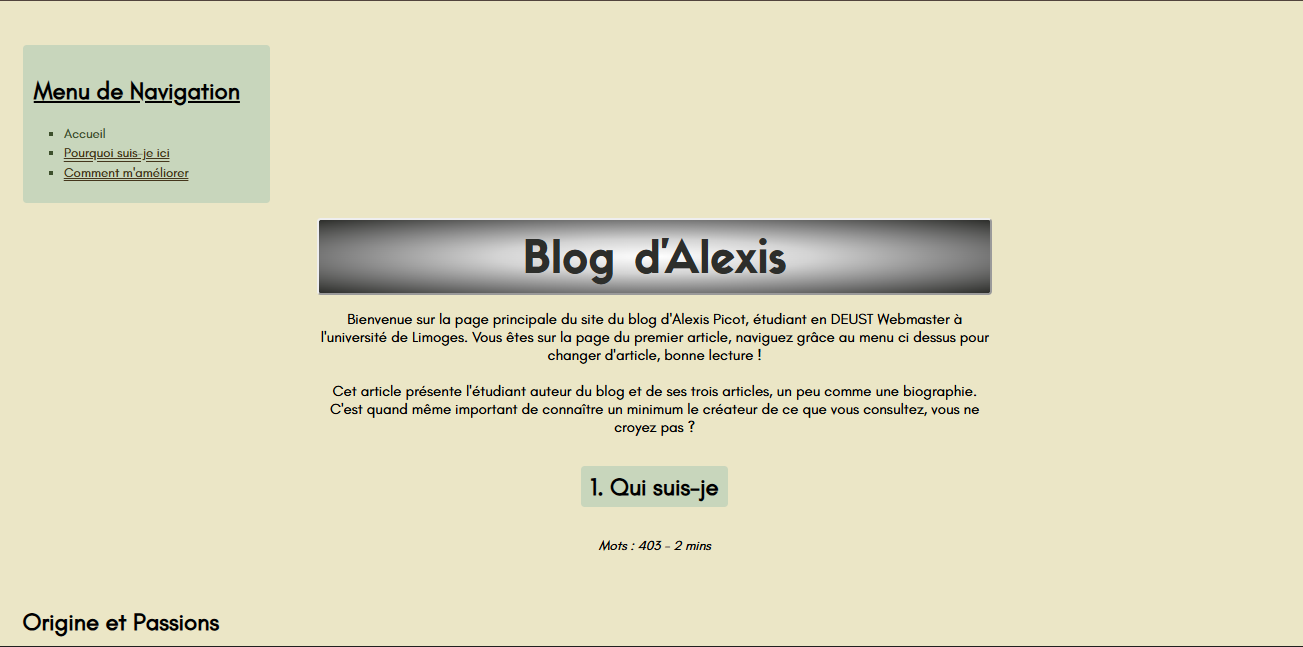 Menu de Navigation
Accueil
Pourquoi suis-je ici
Comment m'améliorer
Blog d'Alexis
Bienvenue sur la page principale du site du blog d'Alexis Picot, étudiant en DEUST Webmaster à
l'université de Limoges. Vous êtes sur la page du premier article, naviguez grâce au menu ci dessus pour
changer d'article, bonne lecture !
Cet article présente l'étudiant auteur du blog et de ses trois articles, un peu comme une biographie.
C'est quand même important de connaître un minimum le créateur de ce que vous consultez, vous ne
croyez pas ?
1. Qui suis-je
Mots : 403 - 2 mins
Origine et Passions